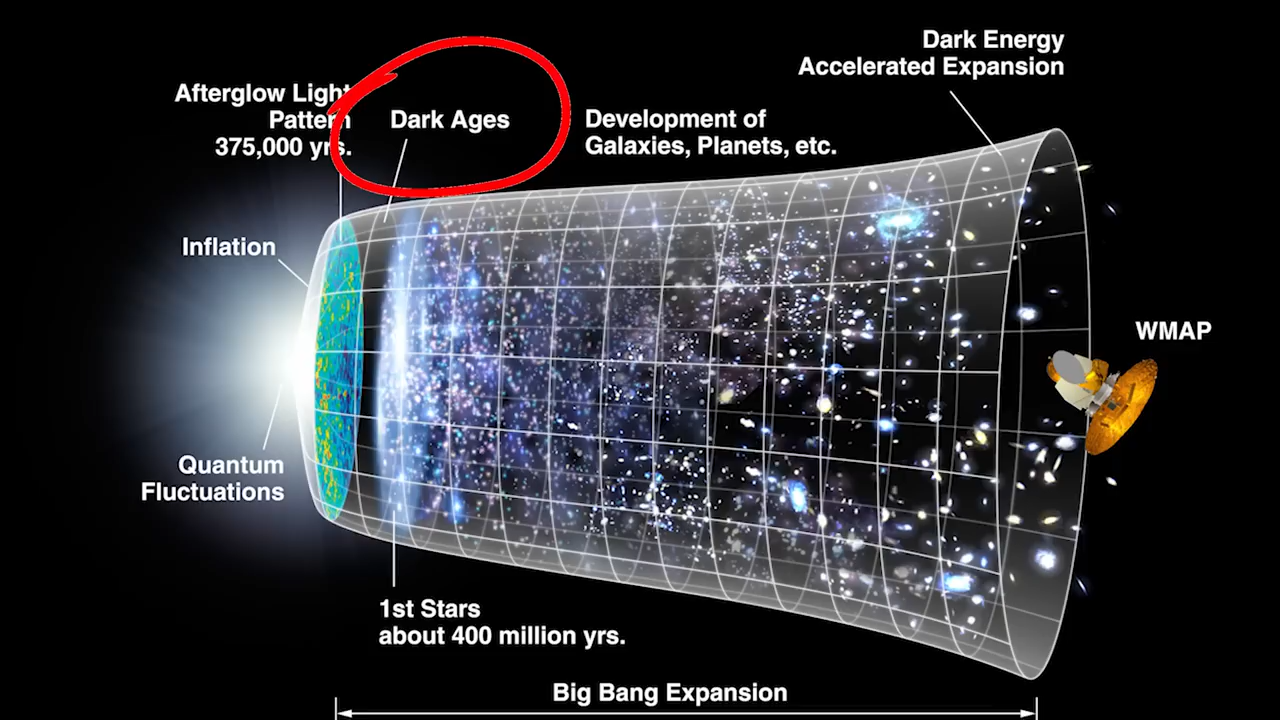 Dark Energy
Accelerated Expansion
Afterglow Light
Pattern
375,000 yrs.
Dark Ages
Development of
Galaxies, Planets, etc.
Inflation
WMAP
Quantum
Fluctuations
1st Stars
about 400 million yrs.
Big Bang Expansion